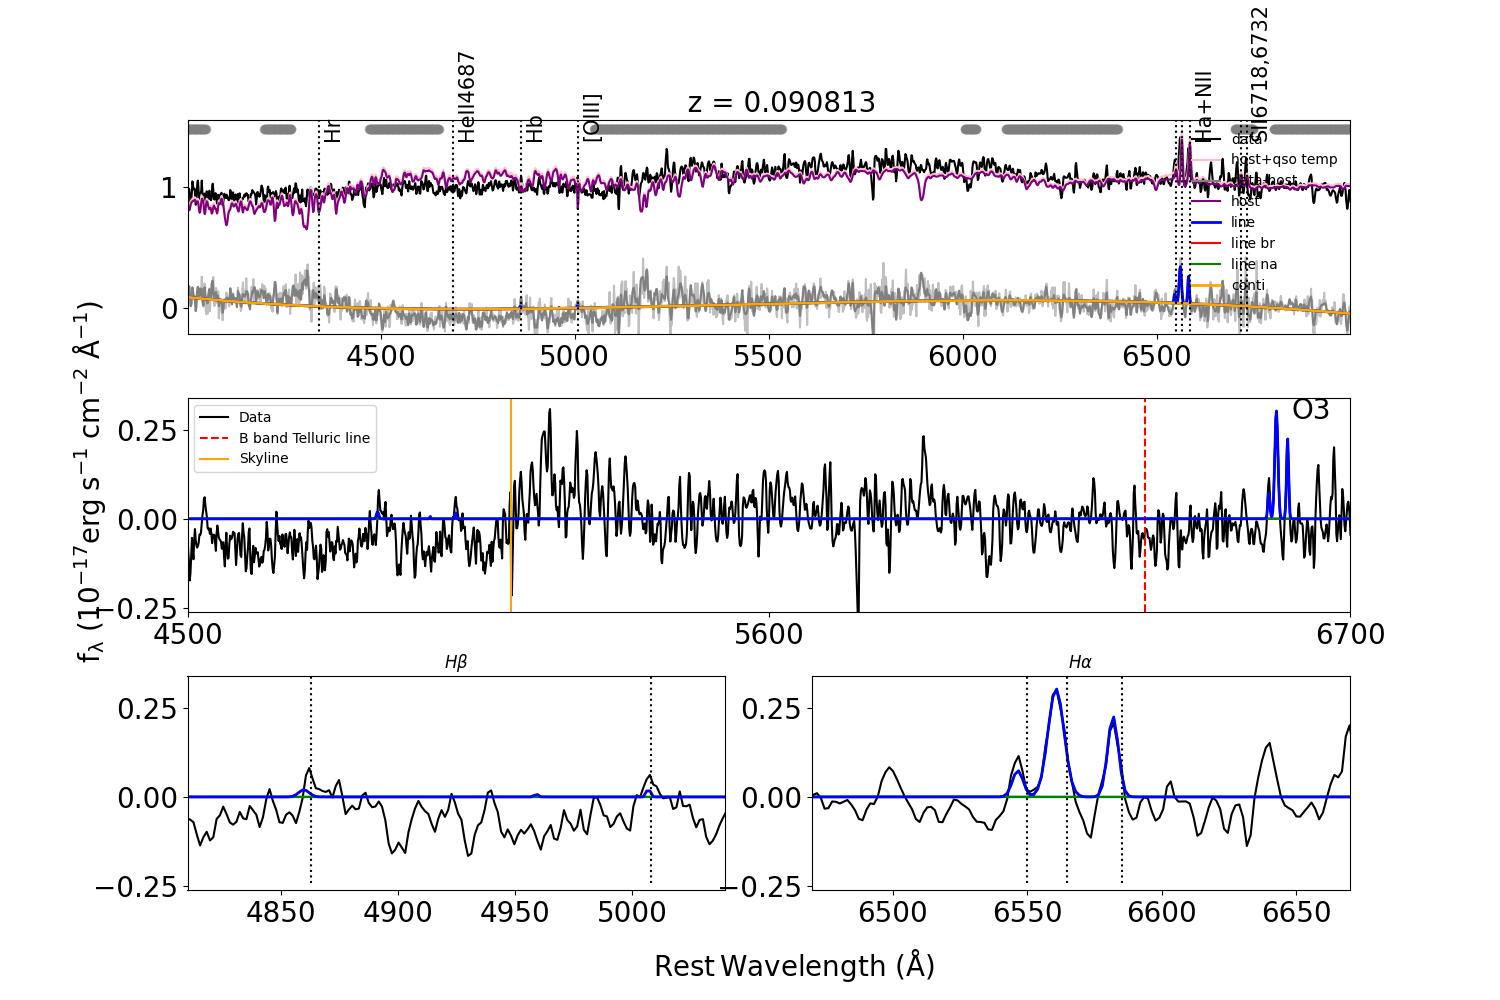 z = 0.090813
Hr
HeII4687
Hb
[OIII]
Ha+NII
SII6718,6732
data
host+qso temp
data-host
host
line
line br
line na
conti
1
0
4500
5000
5500
6000
6500
fλ (10⁻¹⁷erg s⁻¹ cm⁻² Å⁻¹)
Data
B band Telluric line
Skyline
O3
0.25
0.00
−0.25
4500
5600
6700
Hβ
0.25
0.00
−0.25
4850
4900
4950
5000
Hα
0.25
0.00
−0.25
6500
6550
6600
6650
Rest Wavelength (Å)